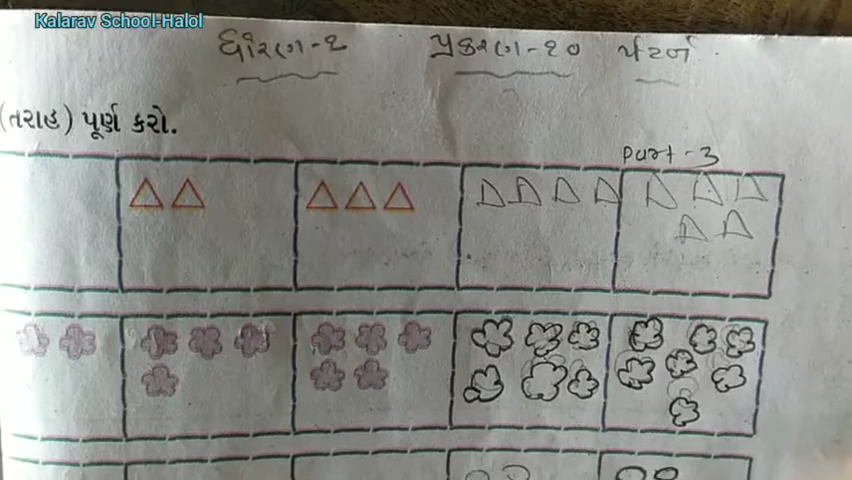 Kalarav School-Halol
ધોરણ-૨ પ્રકરણ-૧૦ પેટર્ન
(તરાહ) પૂર્ણ કરો.
Part-3